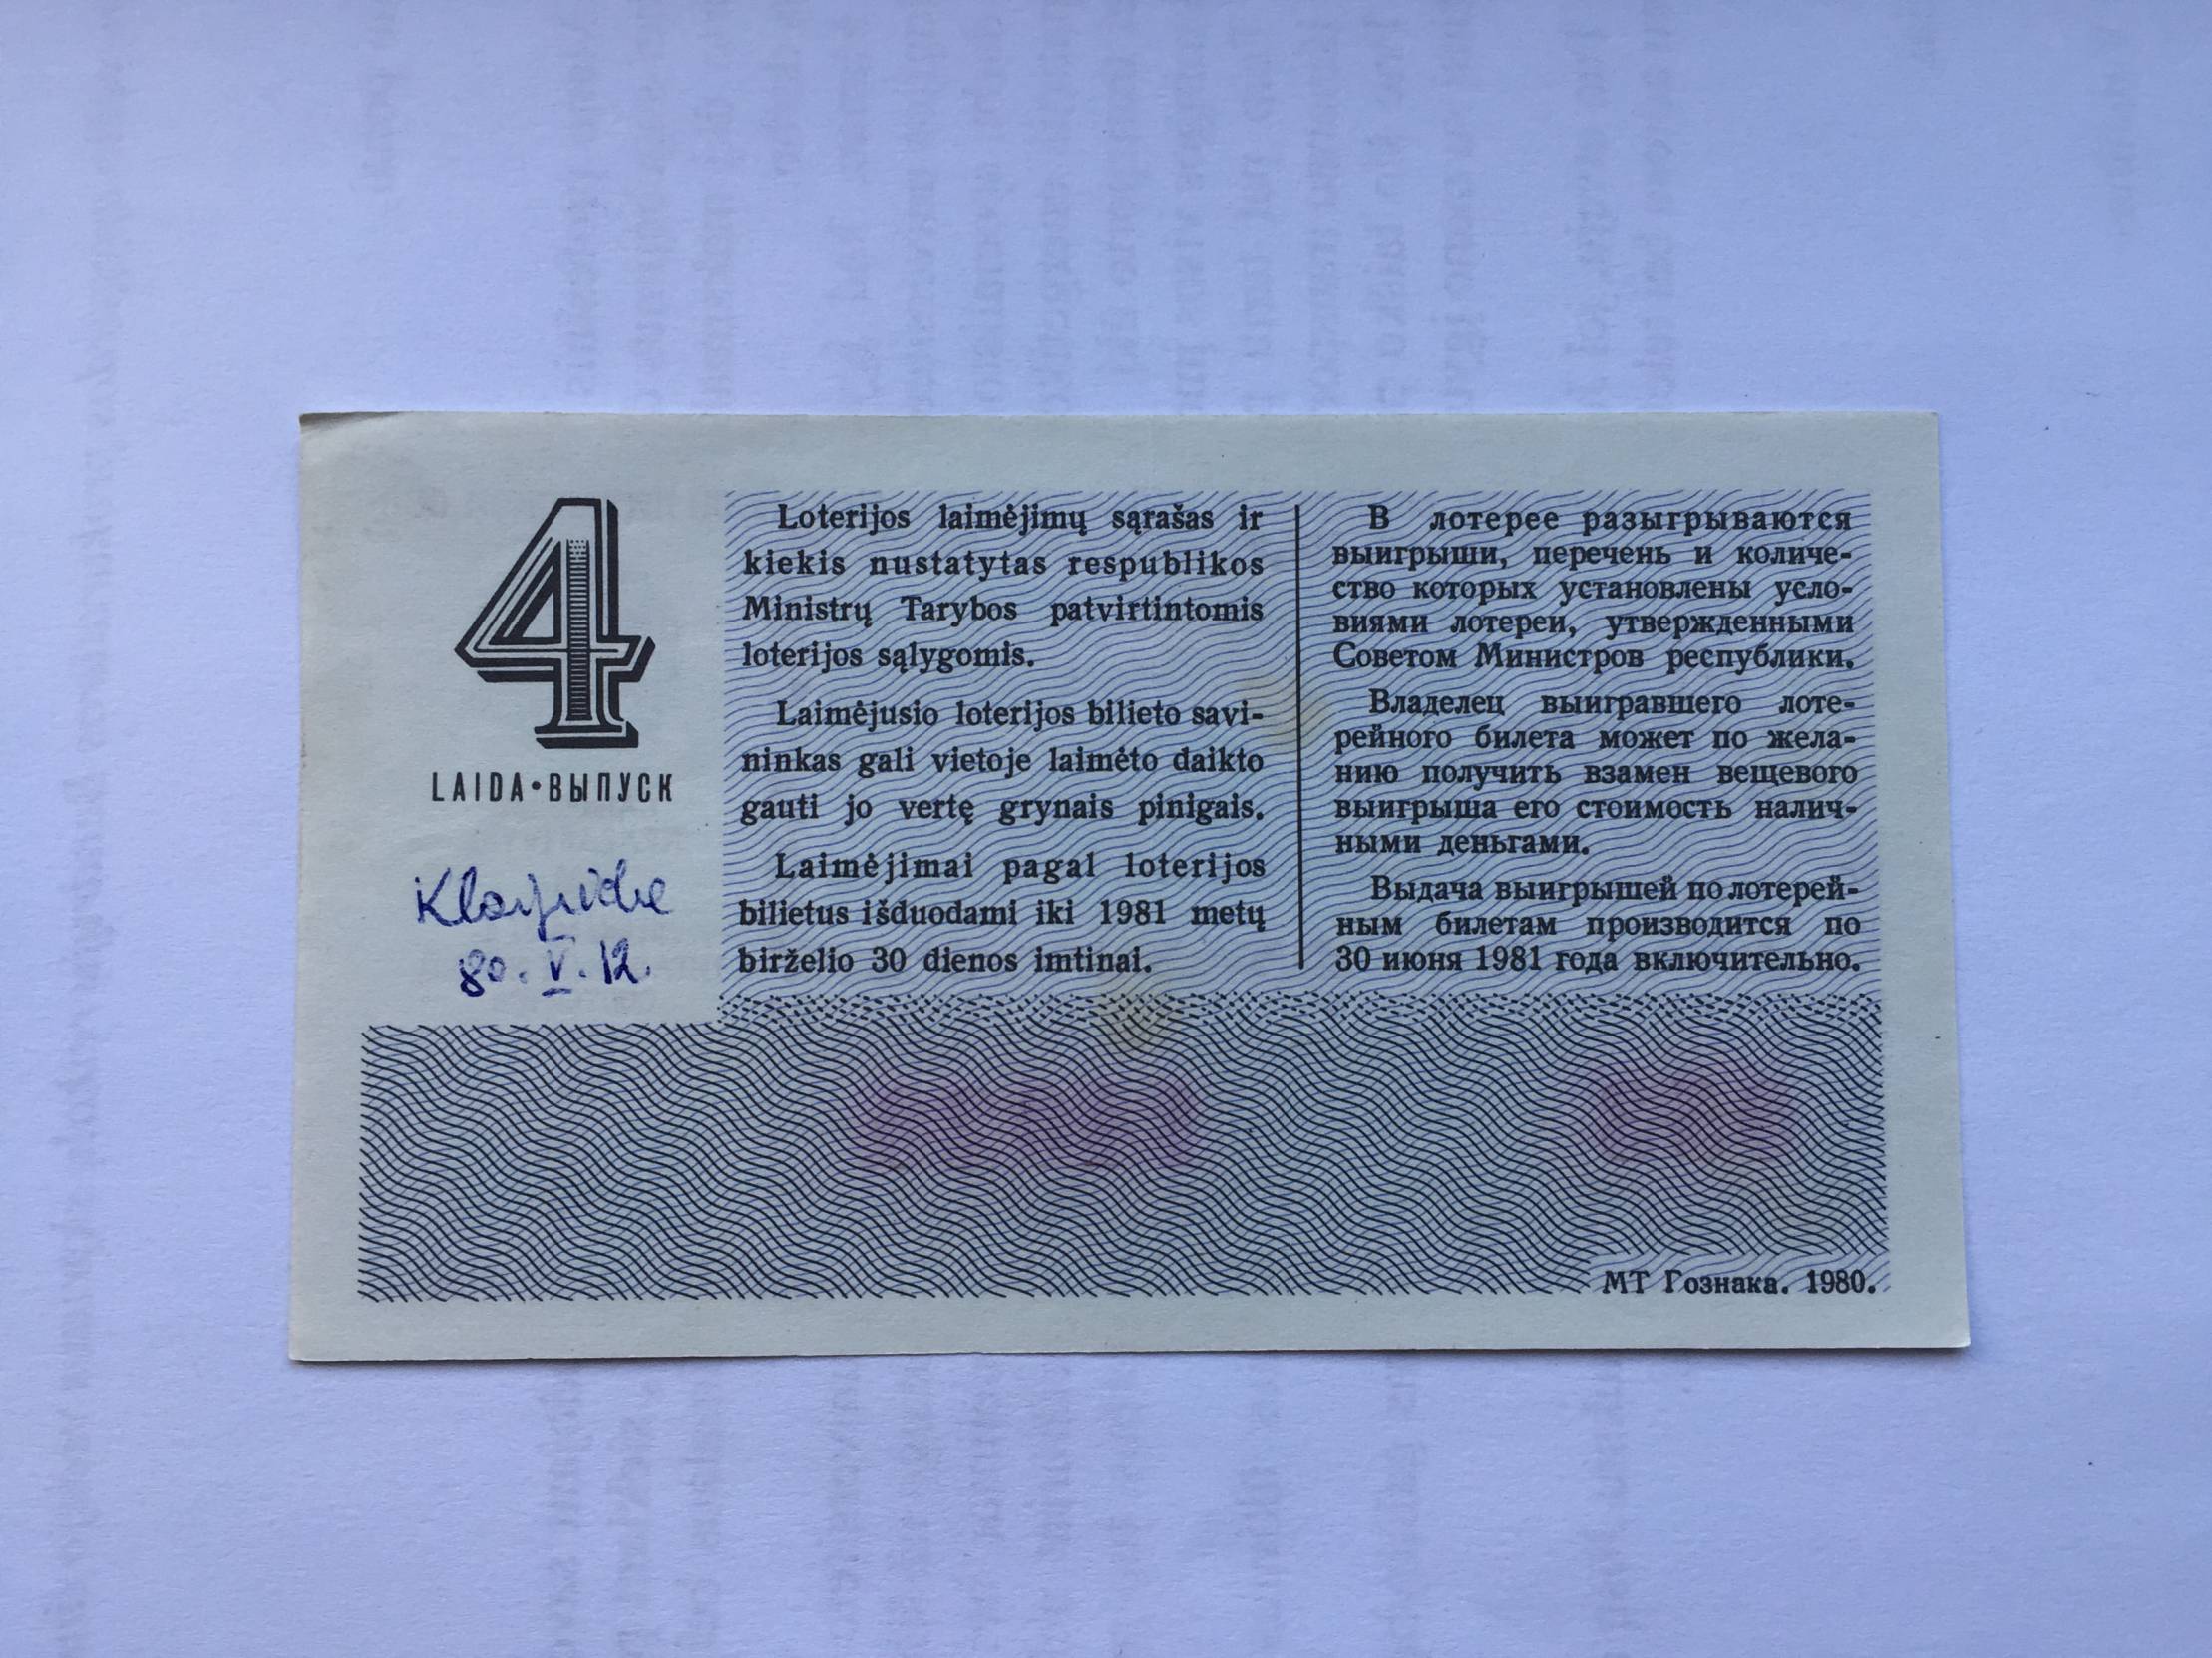 4
LAIDA•ВЫПУСК
80. V. 12.
Loterijos laimėjimų sąrašas ir
kiekis nustatytas respublikos
Ministrų Tarybos patvirtintomis
loterijos sąlygomis.
Laimėjusio loterijos bilieto savi-
ninkas gali vietoje laimėto daikto
gauti jo vertę grynais pinigais.
Laimėjimai pagal loterijos
bilietus išduodami iki 1981 metų
birželio 30 dienos imtinai.
В лотерее разыгрываются
выигрыши, перечень и количе-
ство которых установлены усло-
виями лотереи, утвержденными
Советом Министров республики.
Владелец выигравшего лоте-
рейного билета может по жела-
нию получить взамен вещевого
выигрыша его стоимость налич-
ными деньгами.
Выдача выигрышей по лотерей-
ным билетам производится по
30 июня 1981 года включительно.
МТ Гознака. 1980.